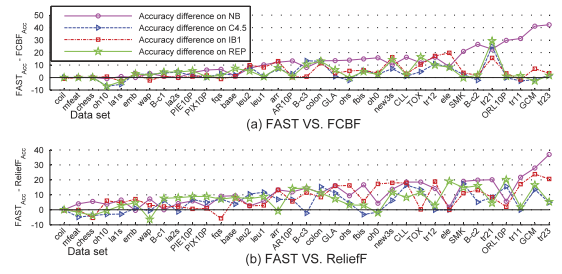 50
40
30
20
10
0
-10
FAST_Acc - FCBF_Acc
Accuracy difference on NB
Accuracy difference on C4.5
Accuracy difference on IB1
Accuracy difference on REP
coil mfeat chess oh10 la1s emb wap B-c1 la2s PIE10P PIX10P fqs base leu2 leu1 arr AR10P B-c3 colon GLA ohs fbis oh0 new3s CLL TOX tr12 ele SMK B-c2 tr21 ORL10P tr11 GCM tr23
Data set
(a) FAST VS. FCBF
40
30
20
10
0
-10
FAST_Acc - ReliefF_Acc
coil mfeat chess oh10 la1s emb wap B-c1 la2s PIE10P PIX10P fqs base leu2 leu1 arr AR10P B-c3 colon GLA ohs fbis oh0 new3s CLL TOX tr12 ele SMK B-c2 tr21 ORL10P tr11 GCM tr23
Data set
(b) FAST VS. ReliefF